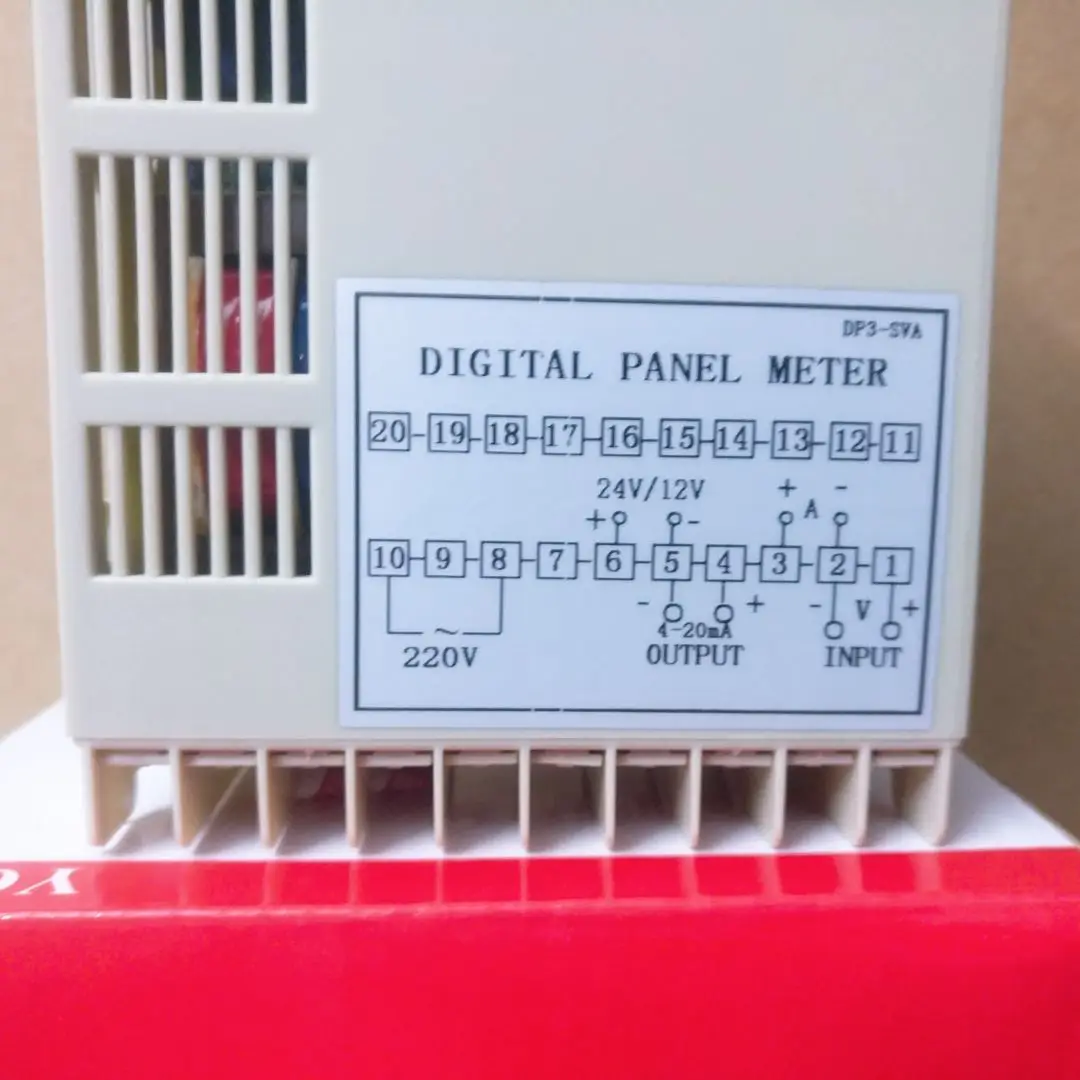 DP3-SVA
DIGITAL PANEL METER
20 19 18 17 16 15 14 13 12 11
24V/12V + -
+ - A
10 9 8 7 6 5 4 3 2 1
- + - V +
~ 4-20mA
220V OUTPUT INPUT